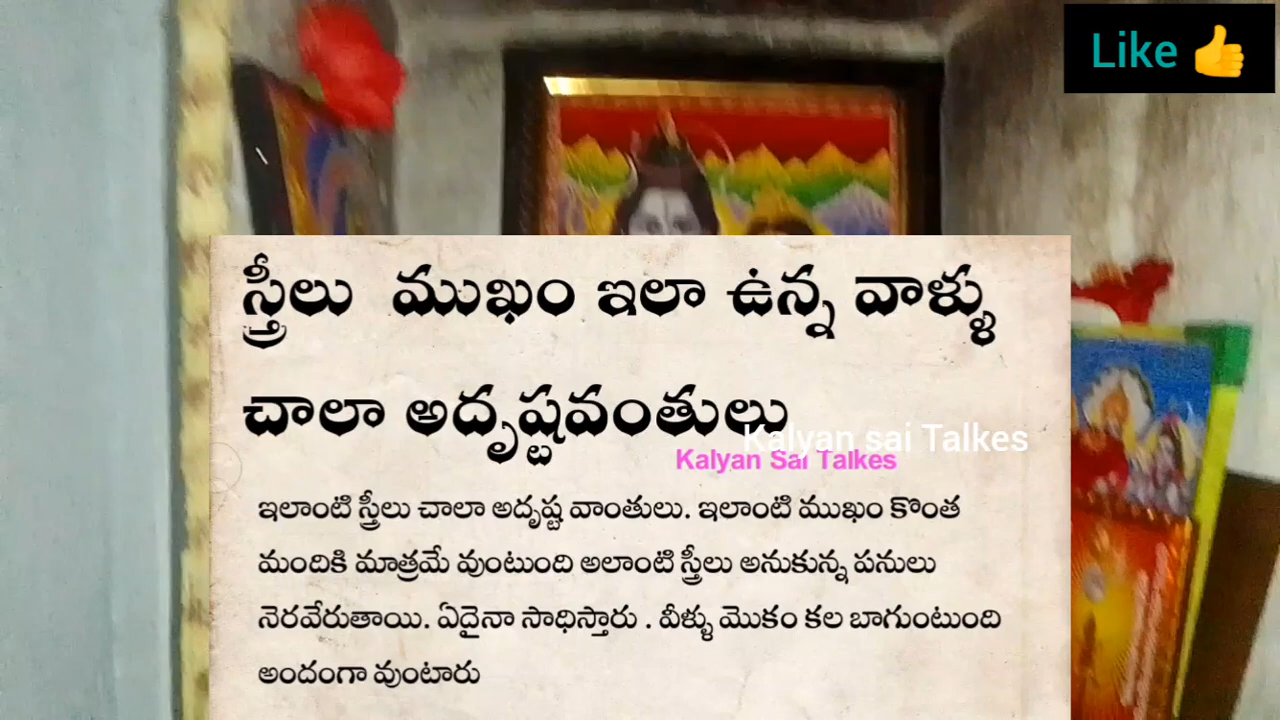 Like 👍
స్త్రీలు ముఖం ఇలా ఉన్న వాళ్ళు
చాలా అదృష్టవంతులు
Kalyan sai Talkes
Kalyan Sai Talkes
ఇలాంటి స్త్రీలు చాలా అదృష్ట వాంతులు. ఇలాంటి ముఖం కొంత
మందికి మాత్రమే వుంటుంది అలాంటి స్త్రీలు అనుకున్న పనులు
నెరవేరుతాయి. ఏదైనా సాధిస్తారు . వీళ్ళు మొకం కల బాగుంటుంది
అందంగా వుంటారు